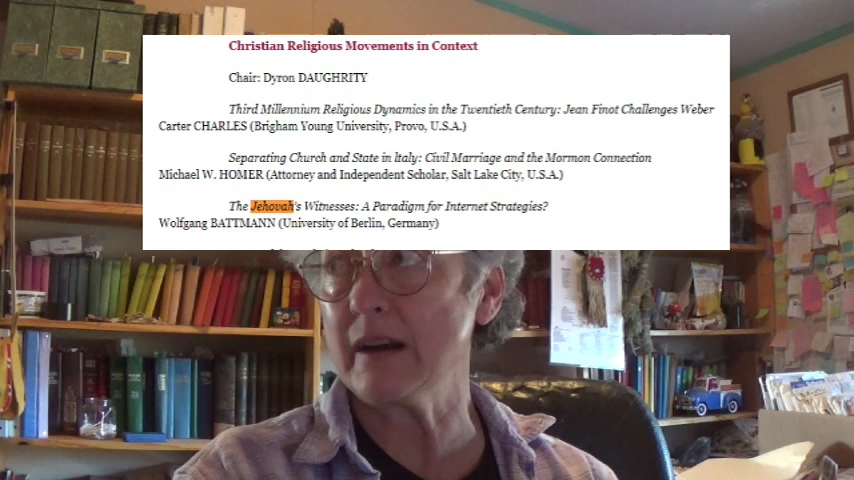 Christian Religious Movements in Context
Chair: Dyron DAUGHRITY
Third Millennium Religious Dynamics in the Twentieth Century: Jean Finot Challenges Weber
Carter CHARLES (Brigham Young University, Provo, U.S.A.)
Separating Church and State in Italy: Civil Marriage and the Mormon Connection
Michael W. HOMER (Attorney and Independent Scholar, Salt Lake City, U.S.A.)
The Jehovah's Witnesses: A Paradigm for Internet Strategies?
Wolfgang BATTMANN (University of Berlin, Germany)